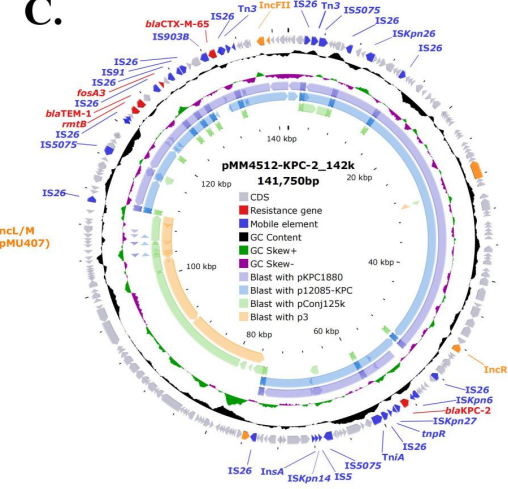 C.
blaCTX-M-65
IS26
Tn3
IncFII
IS26
Tn3
IS5075
IS26
ISKpn26
IS26
IS903B
IS26
IS91
IS26
fosA3
IS26
blaTEM-1
rmtB
IS26
IS5075
IS26
ncL/M
pMU407)
140 kbp
pMM4512-KPC-2_142k
141,750bp
20 kbp
120 kbp
CDS
Resistance gene
Mobile element
GC Content
GC Skew+
GC Skew-
Blast with pKPC1880
Blast with p12085-KPC
Blast with pConj125k
Blast with p3
40 kbp
100 kbp
80 kbp
60 kbp
IncR
IS26
ISKpn6
blaKPC-2
ISKpn27
tnpR
IS26
TniA
IS5075
IS5
ISKpn14
InsA
IS26